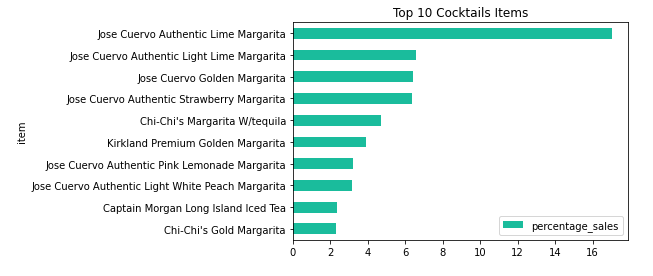 Top 10 Cocktails Items
Jose Cuervo Authentic Lime Margarita
Jose Cuervo Authentic Light Lime Margarita
Jose Cuervo Golden Margarita
Jose Cuervo Authentic Strawberry Margarita
Chi-Chi's Margarita W/tequila
Kirkland Premium Golden Margarita
Jose Cuervo Authentic Pink Lemonade Margarita
Jose Cuervo Authentic Light White Peach Margarita
Captain Morgan Long Island Iced Tea
Chi-Chi's Gold Margarita
item
percentage_sales
0 2 4 6 8 10 12 14 16